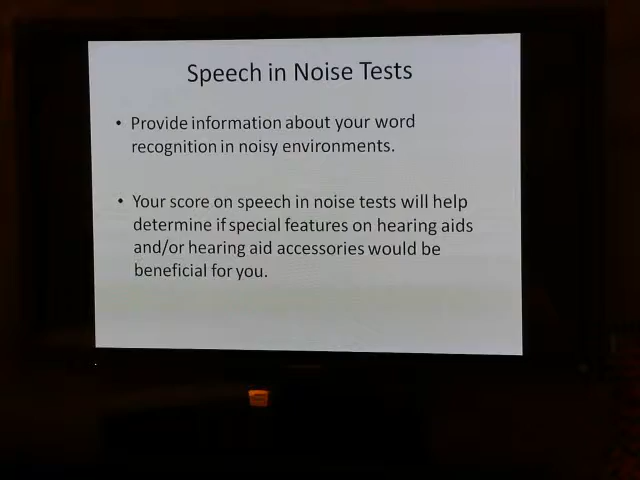 Speech in Noise Tests
• Provide information about your word
recognition in noisy environments.
• Your score on speech in noise tests will help
determine if special features on hearing aids
and/or hearing aid accessories would be
beneficial for you.